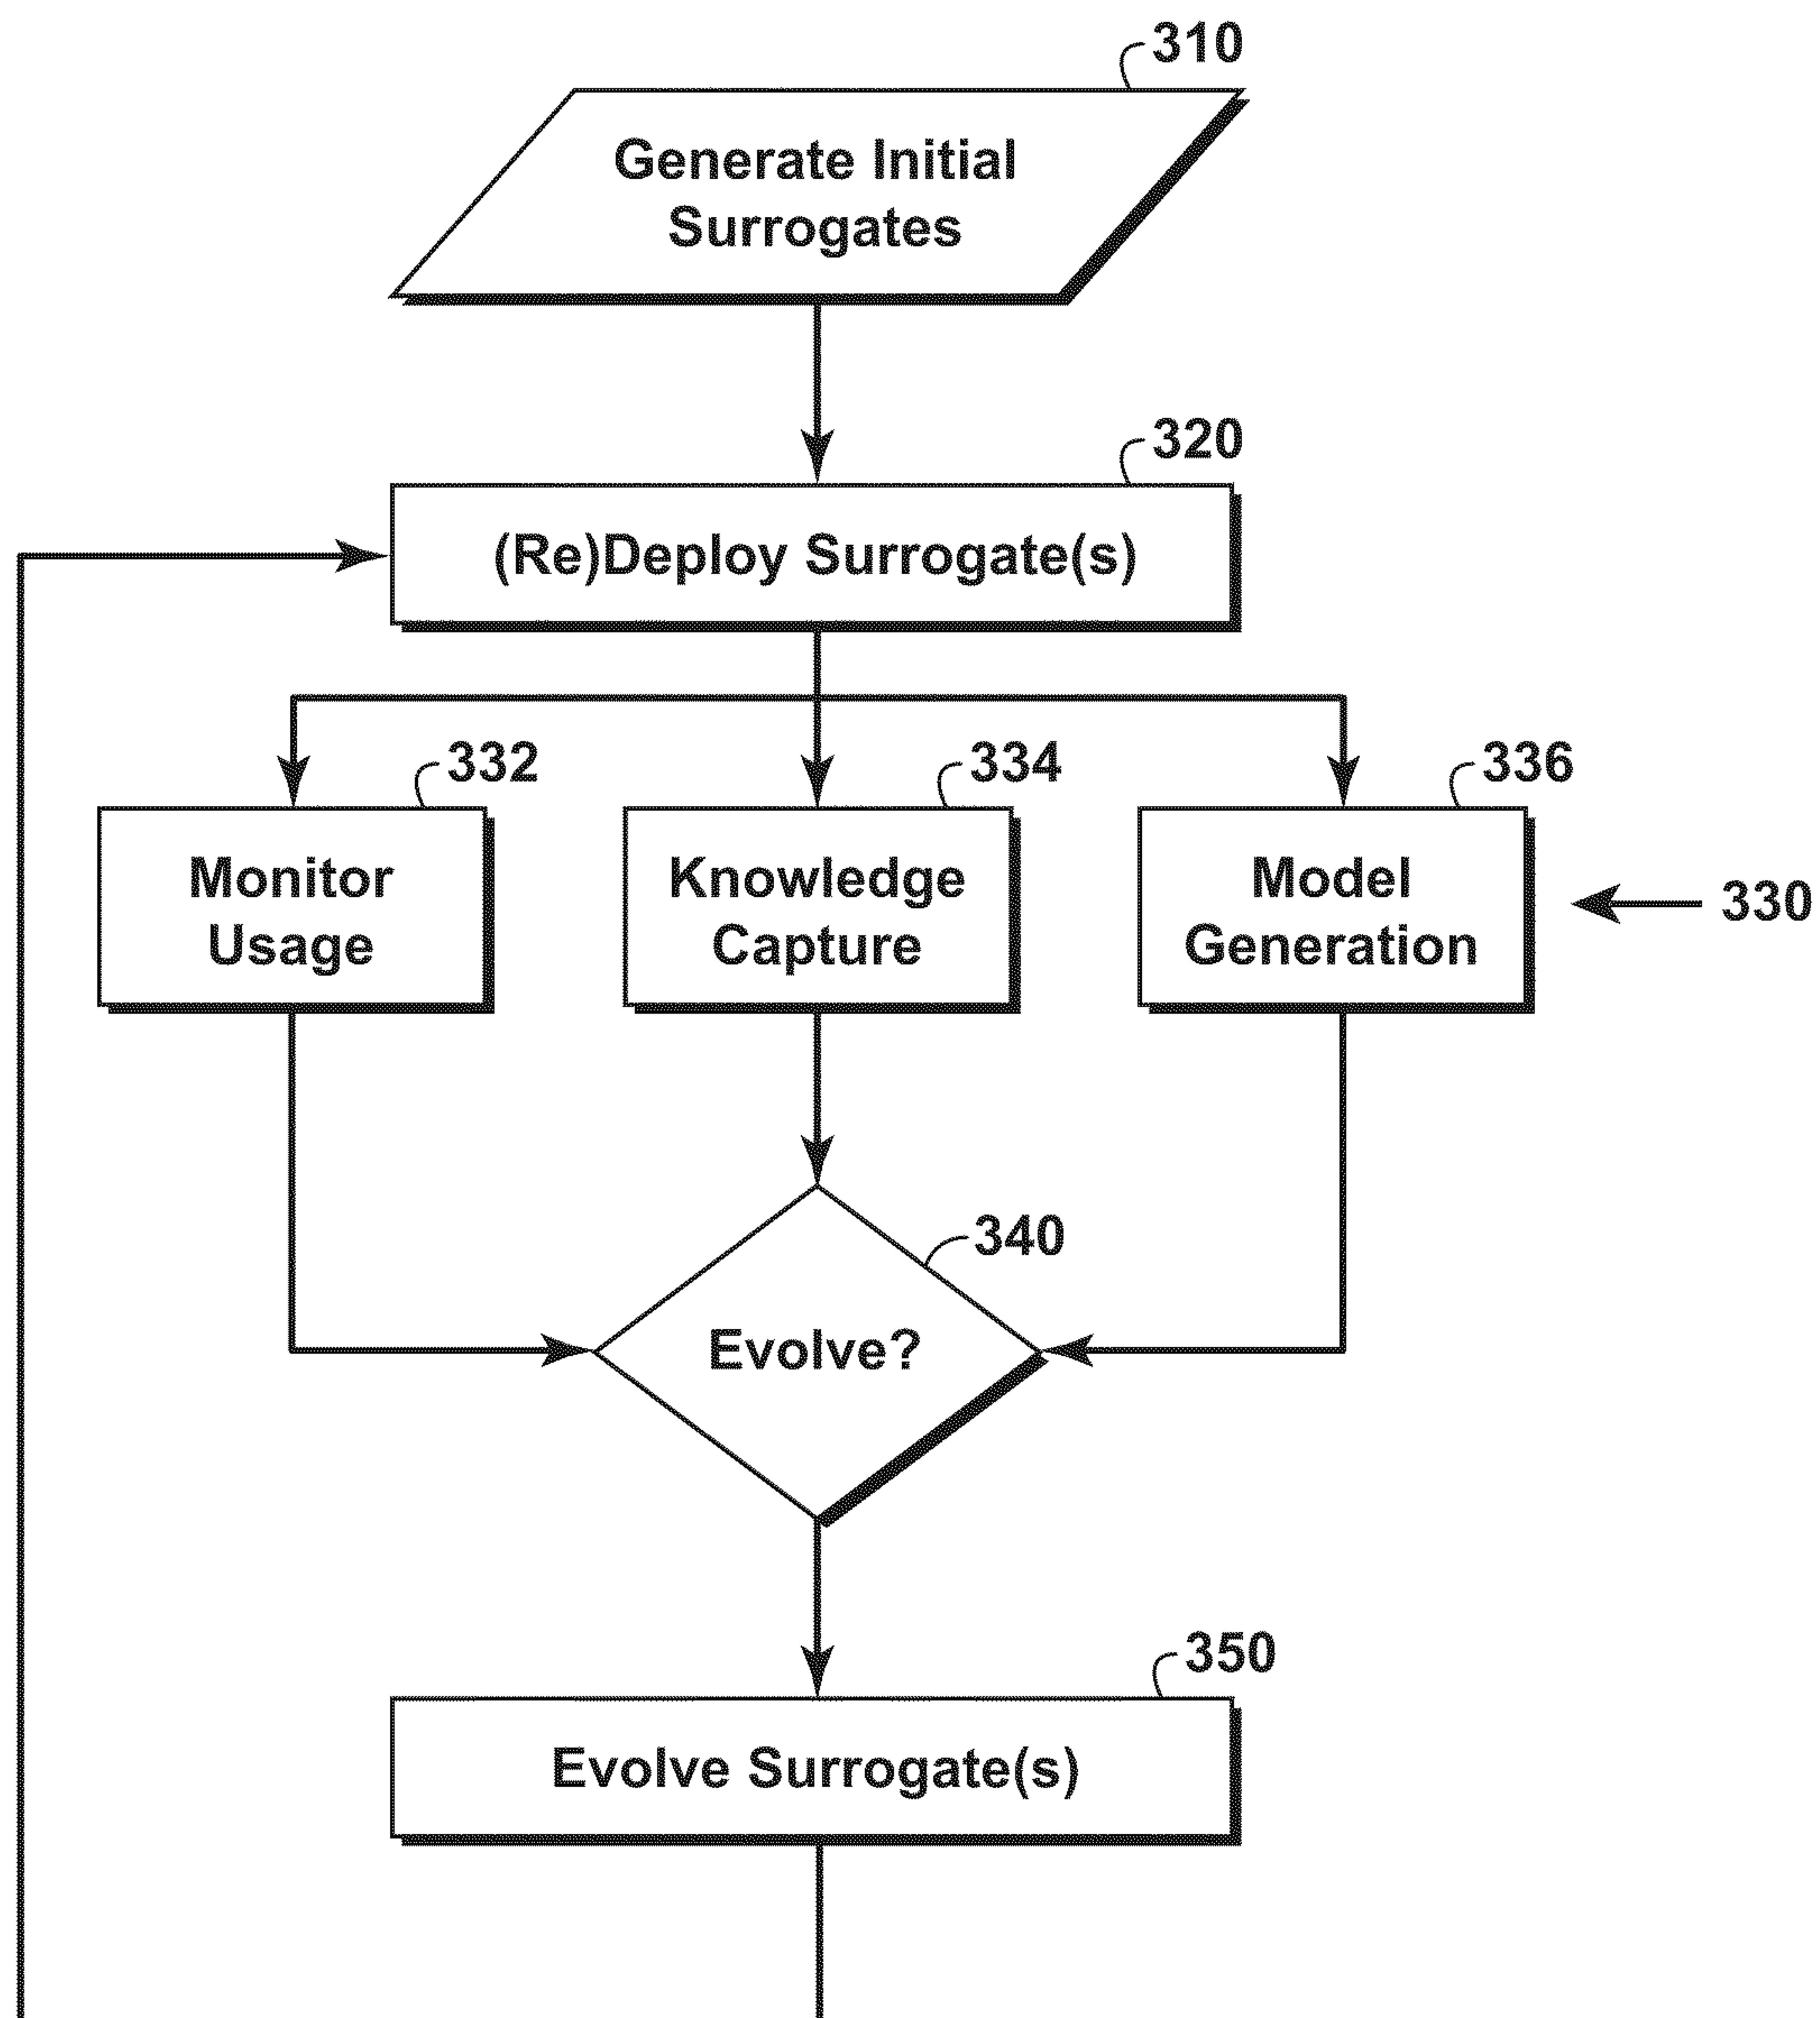 310
Generate Initial
Surrogates
320
(Re)Deploy Surrogate(s)
332
334
336
Monitor
Usage
Knowledge
Capture
Model
Generation
330
340
Evolve?
350
Evolve Surrogate(s)